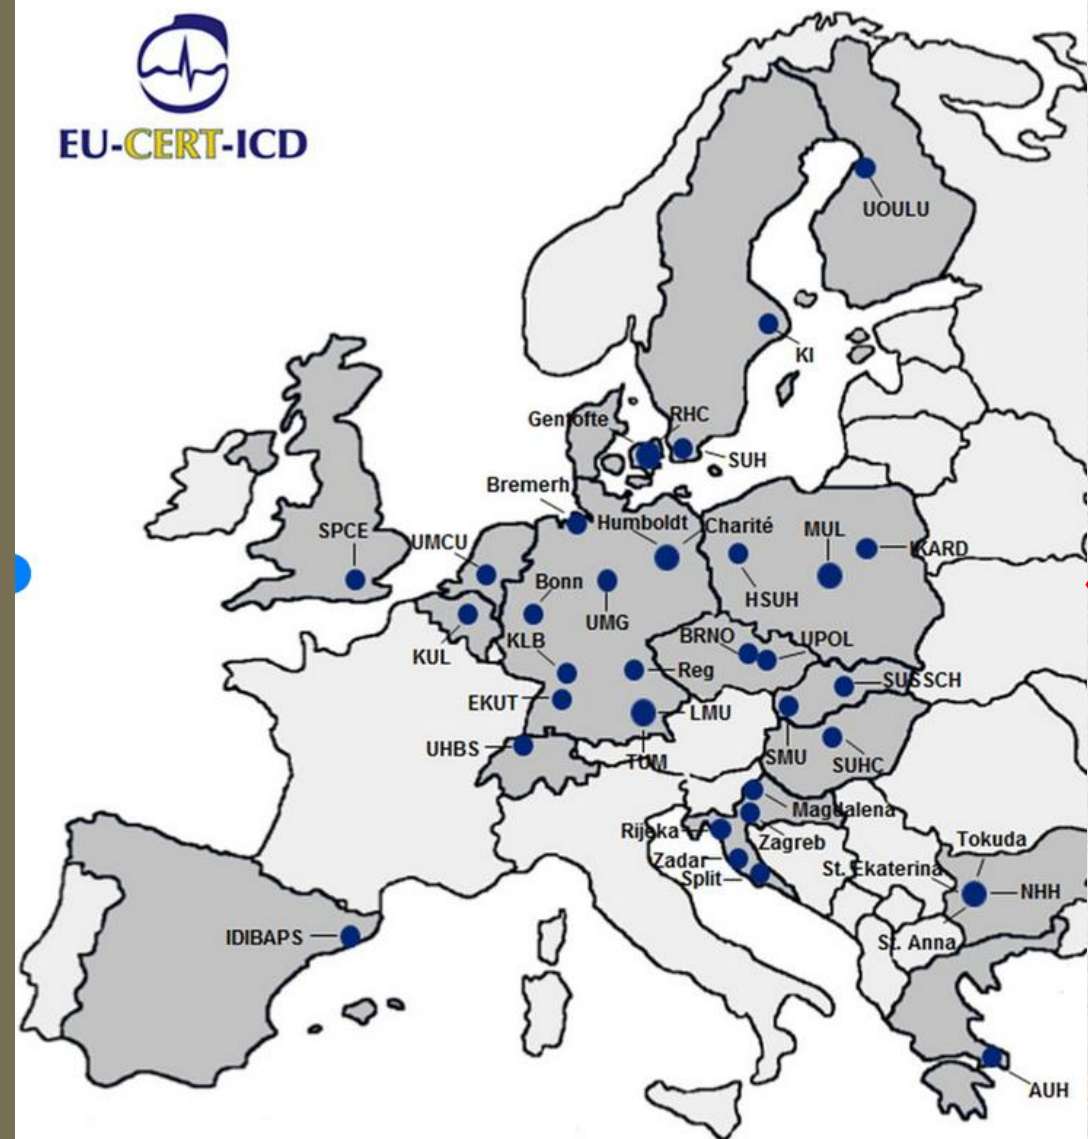 EU-CERT-ICD
UOULU
KI
Gentofte
RHC
SUH
Bremerh
Humboldt
Charité
MUL
IKARD
SPCE
UMCU
Bonn
HSUH
UMG
KUL
KLB
BRNO
UPOL
Reg
SUSSCH
EKUT
LMU
UHBS
TUM
SMU
SUHC
Magdalena
Rijeka
Zagreb
Zadar
Split
Tokuda
St. Ekaterina
NHH
IDIBAPS
St. Anna
AUH